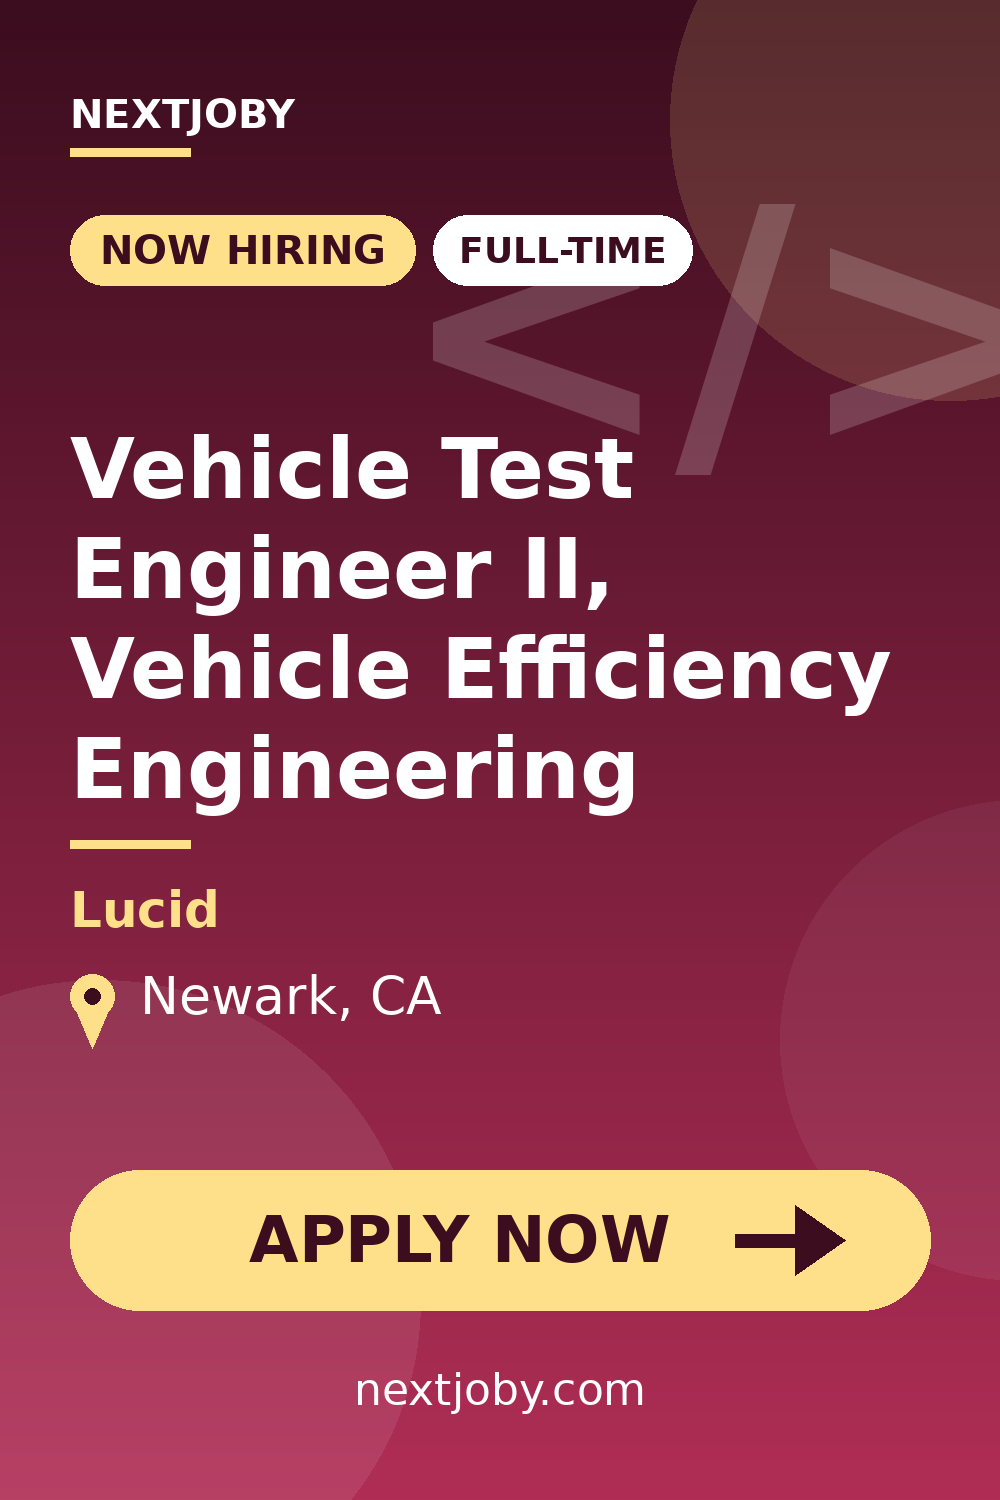 NEXTJOBY
NOW HIRING
FULL-TIME
</>
Vehicle Test
Engineer II,
Vehicle Efficiency
Engineering
Lucid
Newark, CA
APPLY NOW
nextjoby.com